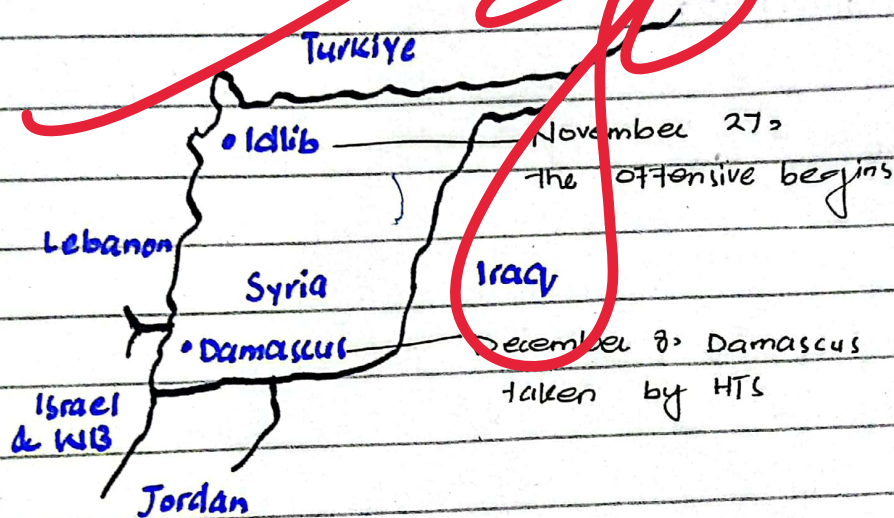 Turkiye
Idlib
November 27,
the offensive begins
Lebanon
Syria
Iraq
Damascus
December 8, Damascus
taken by HTS
Israel
& WB
Jordan